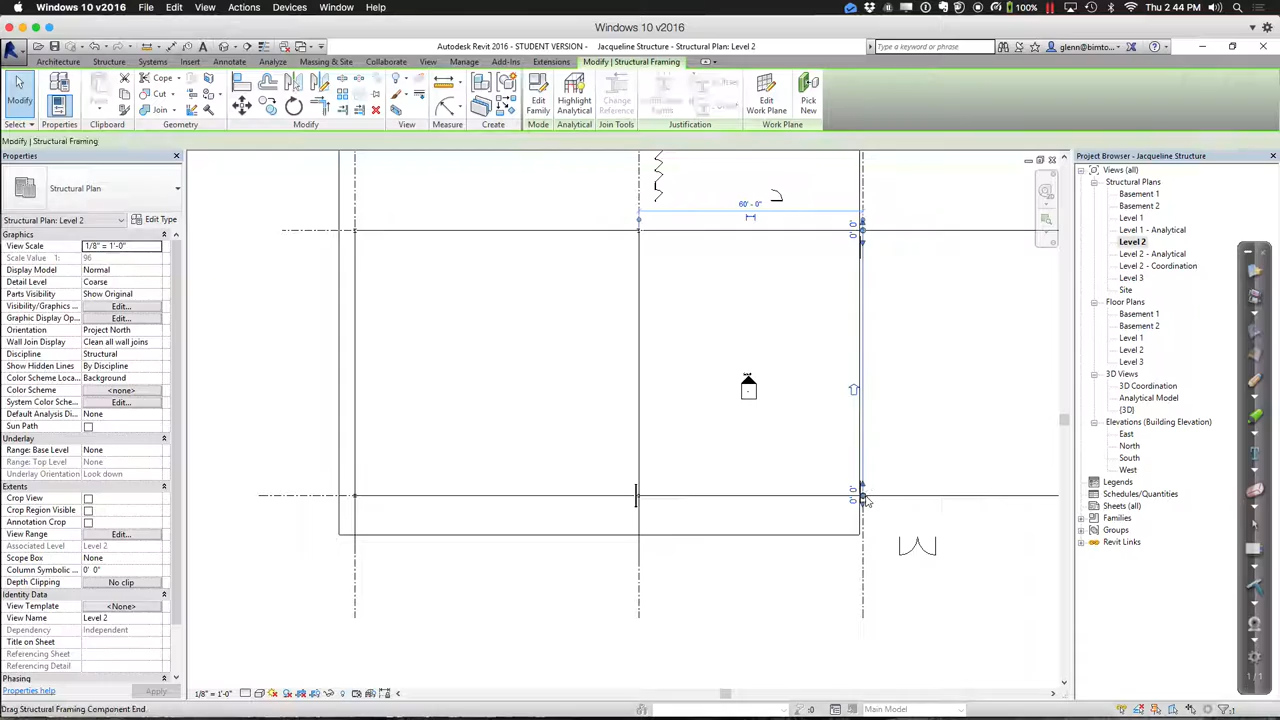 File Edit View Actions Devices Window Help 100% Thu 2:44 PM
Windows 10 v2016
Autodesk Revit 2016 - STUDENT VERSION - Jacqueline Structure - Structural Plan: Level 2 Type a keyword or phrase glenn@bimto...
Architecture Structure Systems Insert Annotate Analyze Massing & Site Collaborate View Manage Add-Ins Extensions Modify | Structural Framing
Modify Properties Paste Cope Cut Join Edit Family Highlight Analytical Change Reference Edit Work Plane Pick New
Select Properties Clipboard Geometry Modify View Measure Create Mode Analytical Join Tools Justification Work Plane
Modify | Structural Framing
Properties
Structural Plan
Structural Plan: Level 2 Edit Type
Graphics
View Scale 1/8" = 1'-0"
Scale Value 1: 96
Display Model Normal
Detail Level Coarse
Parts Visibility Show Original
Visibility/Graphics ... Edit...
Graphic Display Op... Edit...
Orientation Project North
Wall Join Display Clean all wall joins
Discipline Structural
Show Hidden Lines By Discipline
Color Scheme Loca... Background
Color Scheme <none>
System Color Sche... Edit...
Default Analysis Di... None
Sun Path
Underlay
Range: Base Level None
Range: Top Level None
Underlay Orientation Look down
Extents
Crop View
Crop Region Visible
Annotation Crop
View Range Edit...
Associated Level Level 2
Scope Box None
Column Symbolic ... 0' 0"
Depth Clipping No clip
Identity Data
View Template <None>
View Name Level 2
Dependency Independent
Title on Sheet
Referencing Sheet
Referencing Detail
Phasing
Properties help Apply
60' - 0"
0' 0"
0' 0"
Project Browser - Jacqueline Structure
Views (all)
Structural Plans
Basement 1
Basement 2
Level 1
Level 1 - Analytical
Level 2
Level 2 - Analytical
Level 2 - Coordination
Level 3
Site
Floor Plans
Basement 1
Basement 2
Level 1
Level 2
Level 3
3D Views
3D Coordination
Analytical Model
{3D}
Elevations (Building Elevation)
East
North
South
West
Legends
Schedules/Quantities
Sheets (all)
Families
Groups
Revit Links
1/1
1/8" = 1'-0"
Drag Structural Framing Component End. :0 Main Model